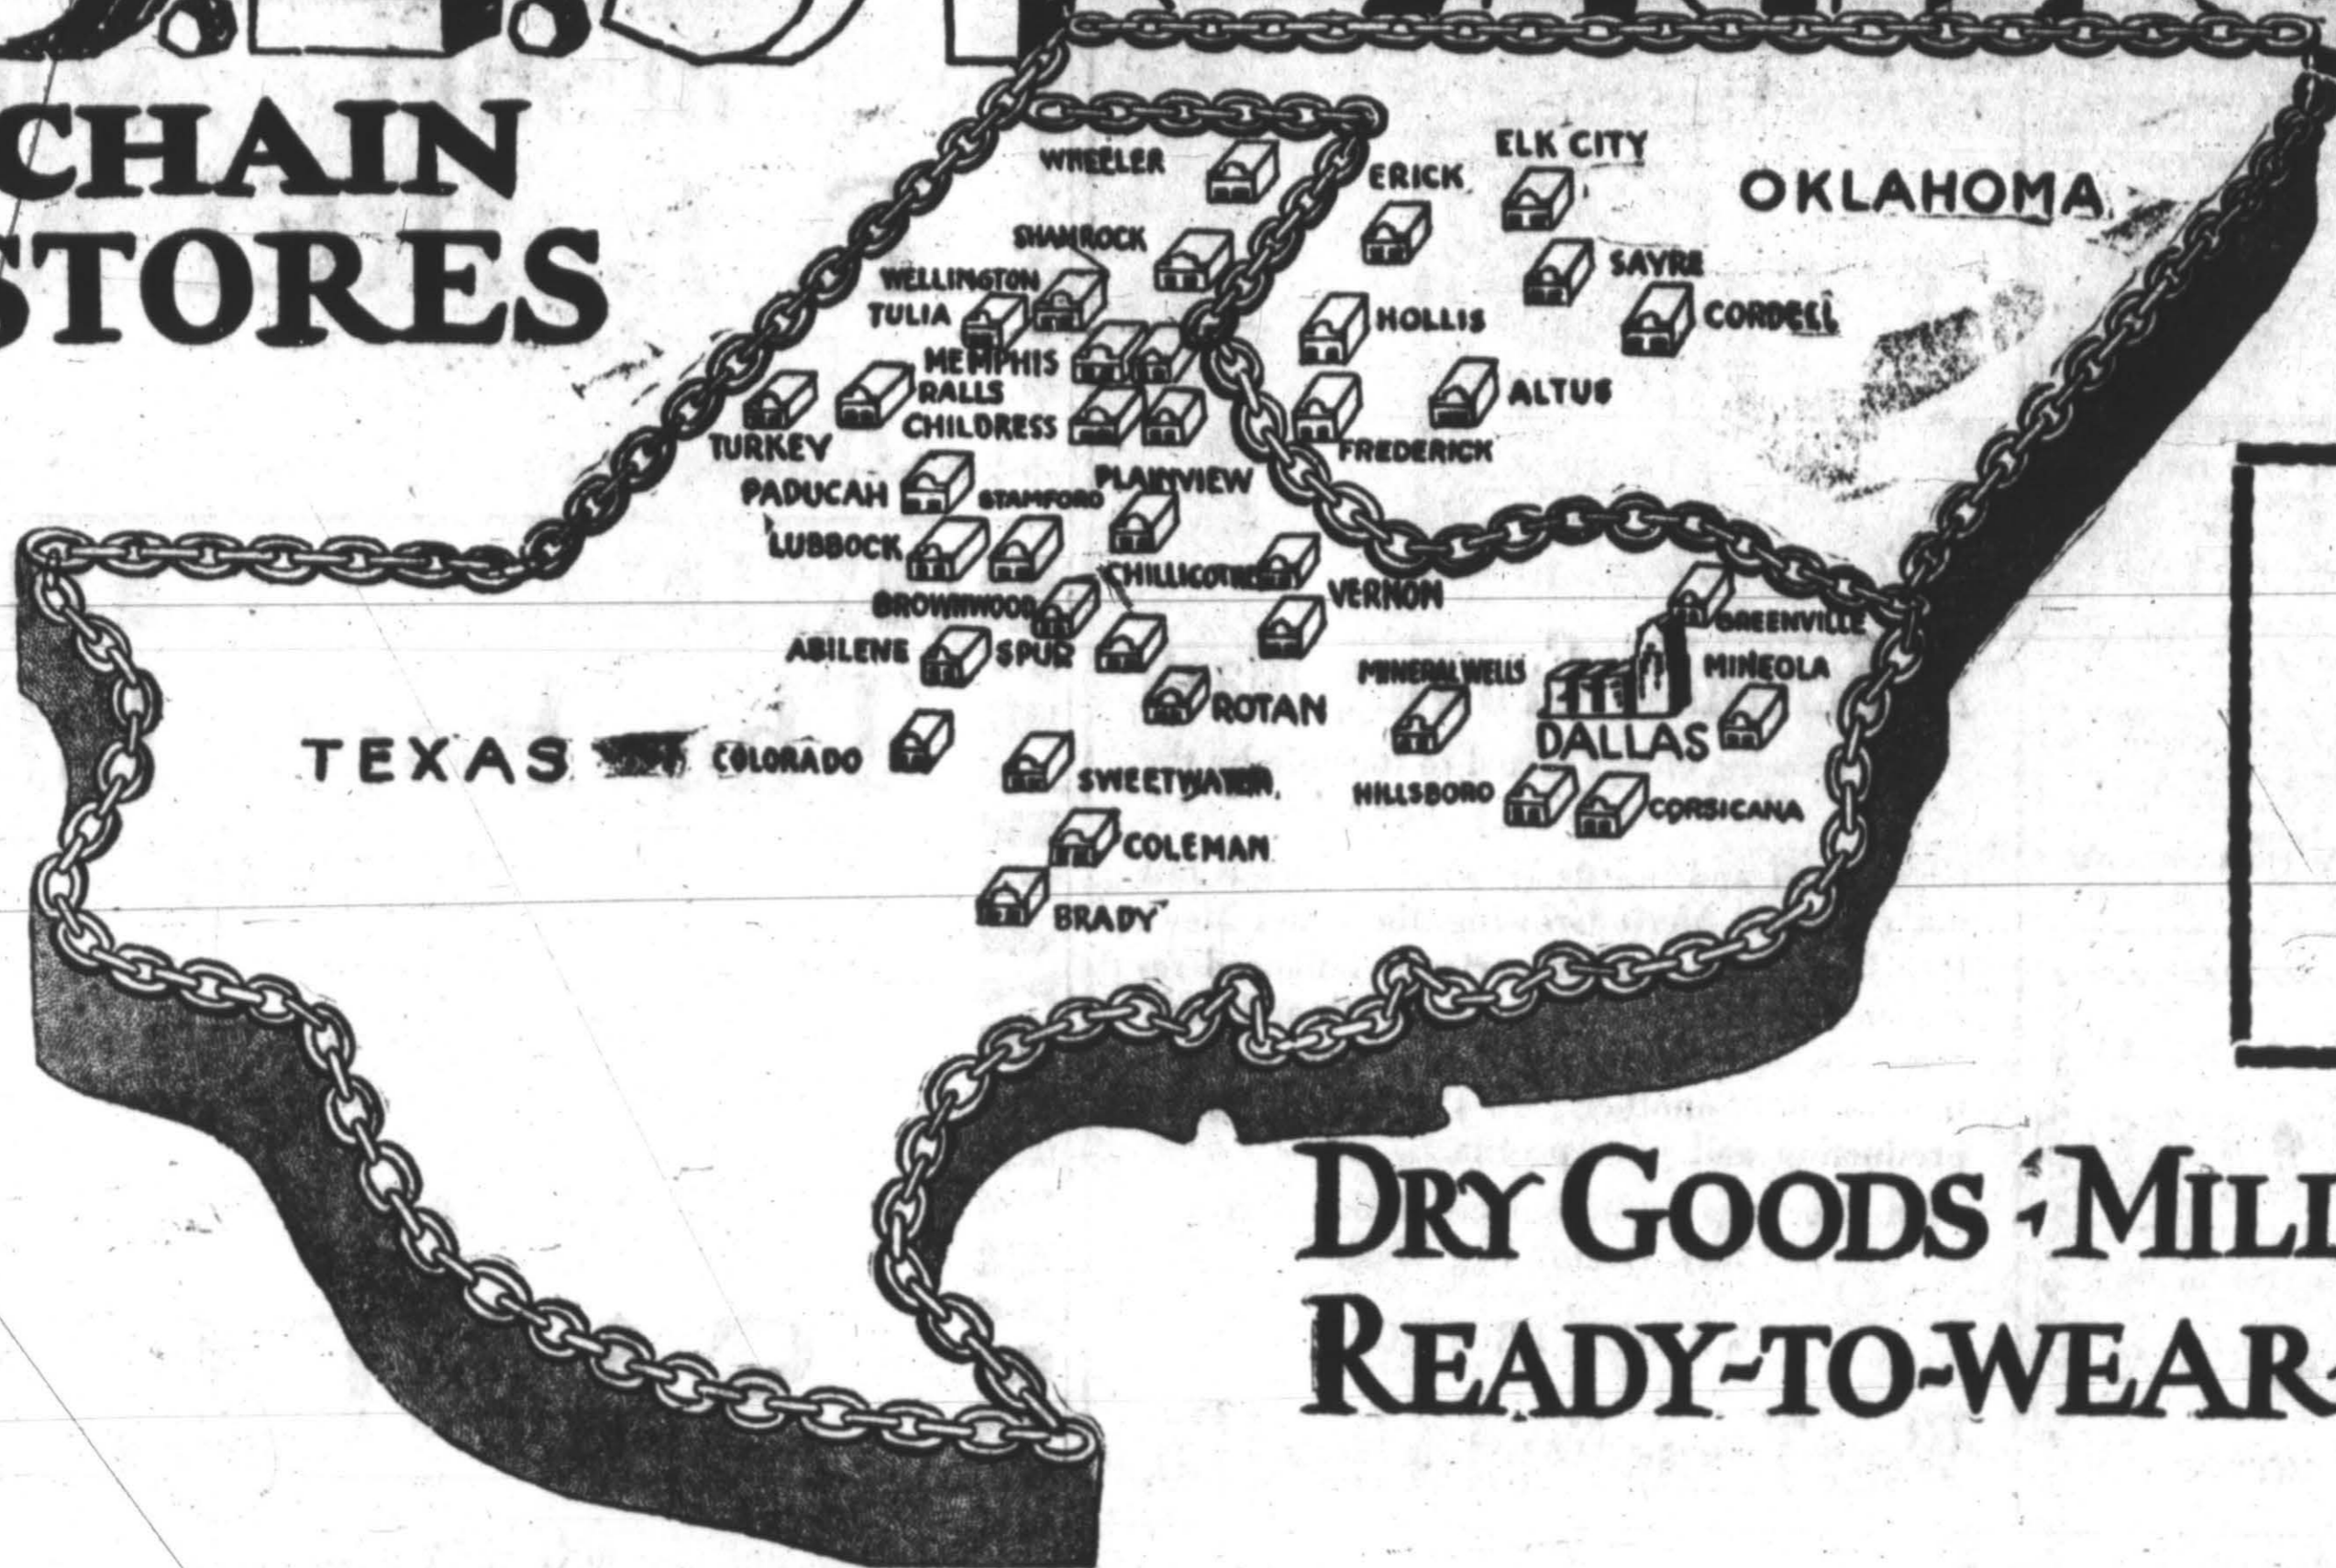 CHAIN
STORES
WHEELER
ERICK
ELK CITY
OKLAHOMA
SHAMROCK
SAYRE
WELLINGTON
TULIA
HOLLIS
CORDELL
MEMPHIS
RALLS
ALTUS
CHILDRESS
TURKEY
FREDERICK
PADUCAH
STAMFORD
PLAINVIEW
LUBBOCK
CHILLICOTHE
VERNON
BROWNWOOD
GREENVILLE
ABILENE
SPUR
MINERAL WELLS
MINEOLA
ROTAN
DALLAS
TEXAS
COLORADO
SWEETWATER
HILLSBORO
CORSICANA
COLEMAN
BRADY
DRY GOODS - MILL
READY-TO-WEAR-